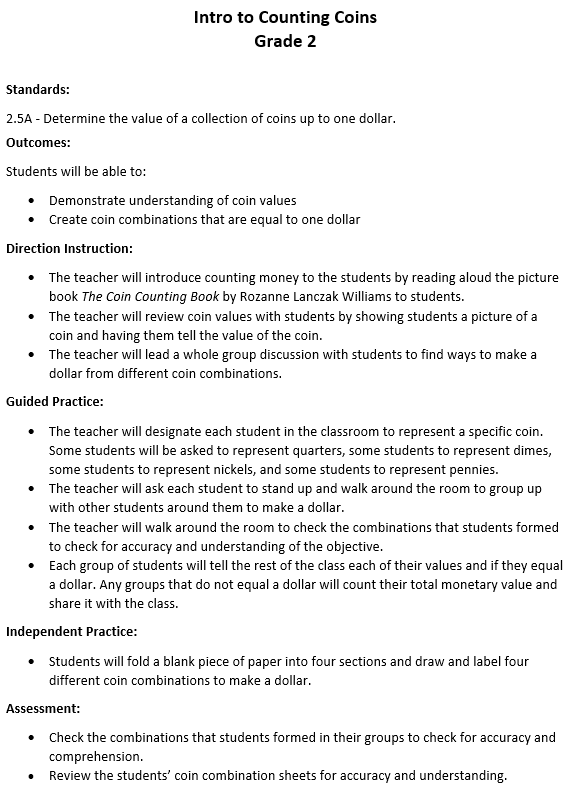 Intro to Counting Coins
Grade 2
Standards:
2.5A - Determine the value of a collection of coins up to one dollar.
Outcomes:
Students will be able to:
• Demonstrate understanding of coin values
• Create coin combinations that are equal to one dollar
Direction Instruction:
• The teacher will introduce counting money to the students by reading aloud the picture
book The Coin Counting Book by Rozanne Lanczak Williams to students.
• The teacher will review coin values with students by showing students a picture of a
coin and having them tell the value of the coin.
• The teacher will lead a whole group discussion with students to find ways to make a
dollar from different coin combinations.
Guided Practice:
• The teacher will designate each student in the classroom to represent a specific coin.
Some students will be asked to represent quarters, some students to represent dimes,
some students to represent nickels, and some students to represent pennies.
• The teacher will ask each student to stand up and walk around the room to group up
with other students around them to make a dollar.
• The teacher will walk around the room to check the combinations that students formed
to check for accuracy and understanding of the objective.
• Each group of students will tell the rest of the class each of their values and if they equal
a dollar. Any groups that do not equal a dollar will count their total monetary value and
share it with the class.
Independent Practice:
• Students will fold a blank piece of paper into four sections and draw and label four
different coin combinations to make a dollar.
Assessment:
• Check the combinations that students formed in their groups to check for accuracy and
comprehension.
• Review the students' coin combination sheets for accuracy and understanding.